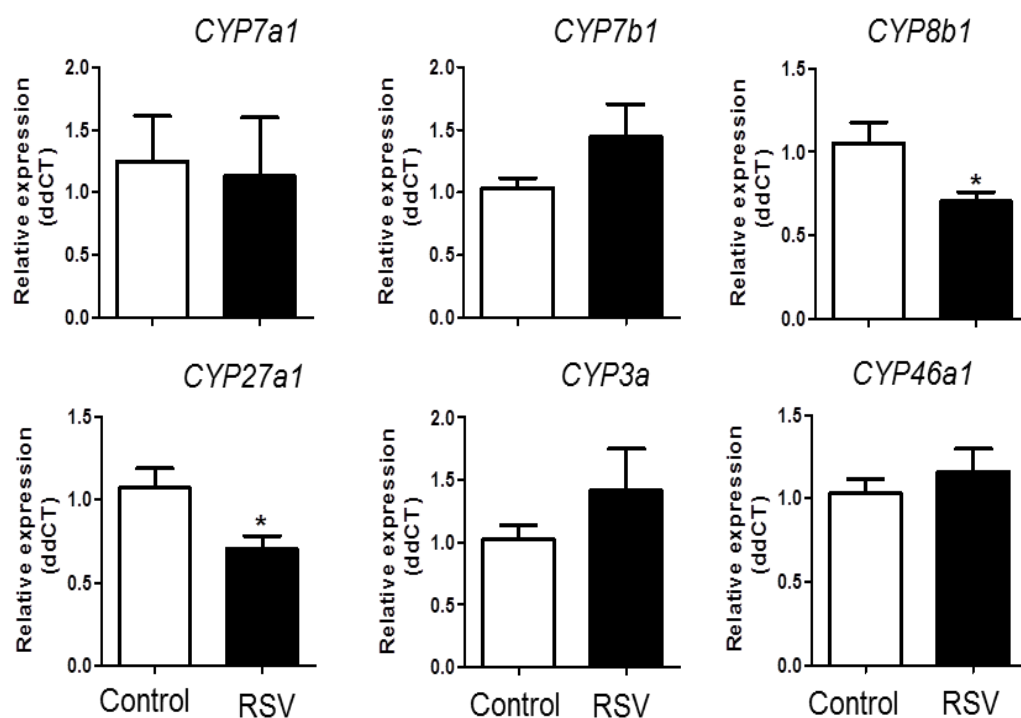 CYP7a1
Relative expression
(ddCT)
2.0
1.5
1.0
0.5
0.0
CYP7b1
Relative expression
(ddCT)
2.0
1.5
1.0
0.5
0.0
CYP8b1
Relative expression
(ddCT)
1.5
1.0
0.5
0.0
*
CYP27a1
Relative expression
(ddCT)
1.5
1.0
0.5
0.0
*
Control RSV
CYP3a
Relative expression
(ddCT)
2.0
1.5
1.0
0.5
0.0
Control RSV
CYP46a1
Relative expression
(ddCT)
1.5
1.0
0.5
0.0
Control RSV